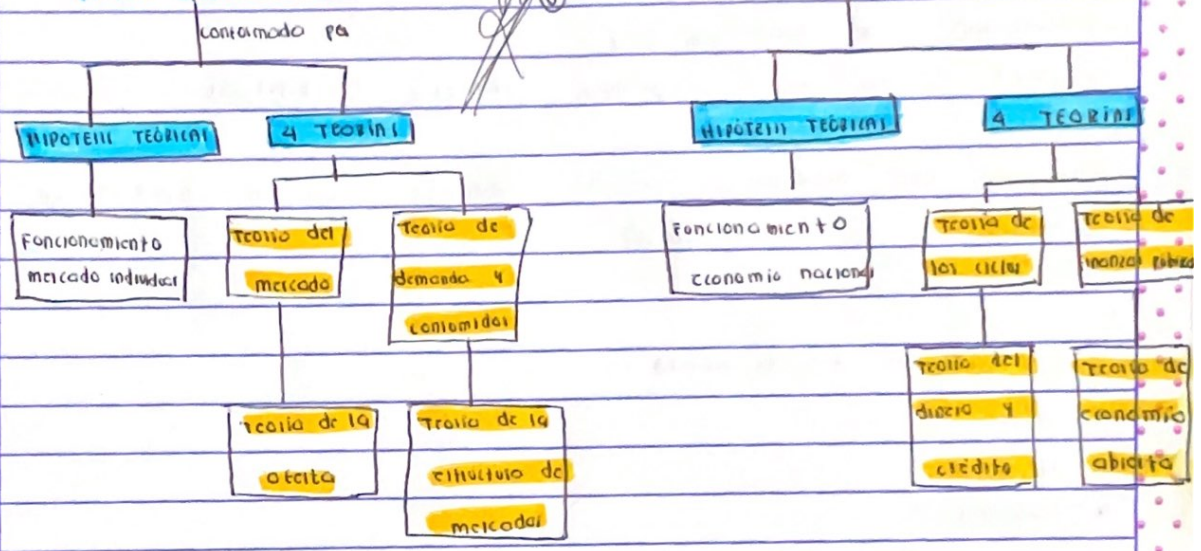 conformado por
HIPOTESIS TEÓRICAS
4 TEORÍAS
HIPÓTESIS TEÓRICAS
4 TEORÍAS
Funcionamiento
mercado individual
Teoría del
mercado
Teoría de
demanda y
consumidor
Funcionamiento
Economía nacional
Teoría de
los ciclos
Teoría de
finanzas públicas
Teoría de la
oferta
Teoría de la
estructura de
mercados
Teoría del
dinero y
crédito
Teoría de
economía
abierta